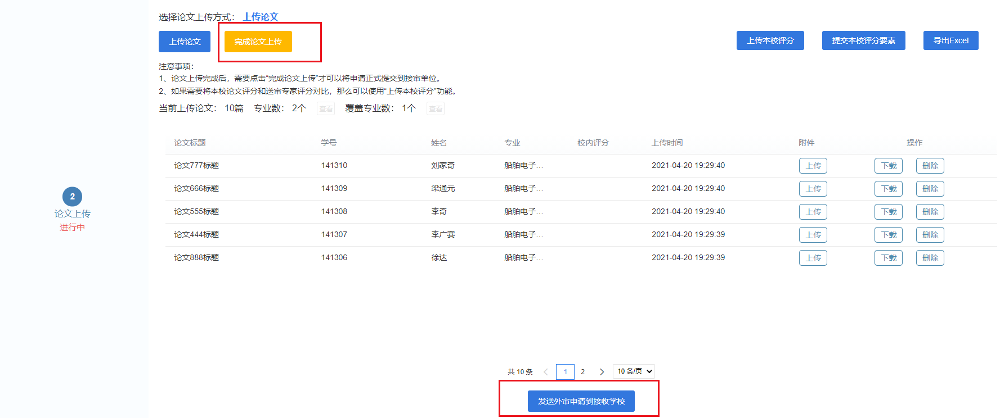 选择论文上传方式： 上传论文
上传论文 完成论文上传 上传本校评分 提交本校评分要素 导出Excel
注意事项：
1、论文上传完成后，需要点击“完成论文上传”才可以将申请正式提交到接审单位。
2、如果需要将本校论文评分和送审专家评分对比，那么可以使用“上传本校评分”功能。
当前上传论文： 10篇 专业数： 2个 查看 覆盖专业数： 1个 查看
论文标题 学号 姓名 专业 校内评分 上传时间 附件 操作
论文777标题 141310 刘家奇 船舶电子... 2021-04-20 19:29:40 上传 下载 删除
论文666标题 141309 梁通元 船舶电子... 2021-04-20 19:29:40 上传 下载 删除
2
论文555标题 141308 李奇 船舶电子... 2021-04-20 19:29:40 上传 下载 删除
论文上传
进行中
论文444标题 141307 李广赛 船舶电子... 2021-04-20 19:29:39 上传 下载 删除
论文888标题 141306 徐达 船舶电子... 2021-04-20 19:29:39 上传 下载 删除
共 10 条 1 2 10 条/页
发送外审申请到接收学校